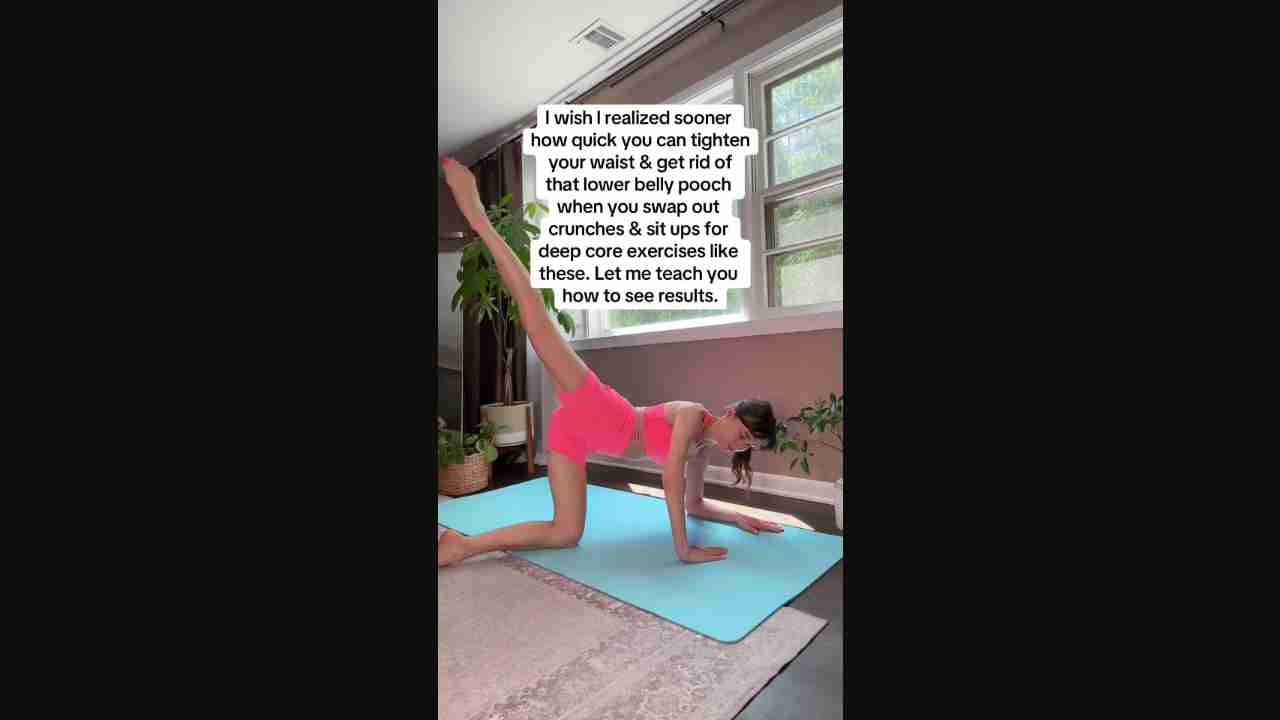 I wish I realized sooner
how quick you can tighten
your waist & get rid of
that lower belly pooch
when you swap out
crunches & sit ups for
deep core exercises like
these. Let me teach you
how to see results.